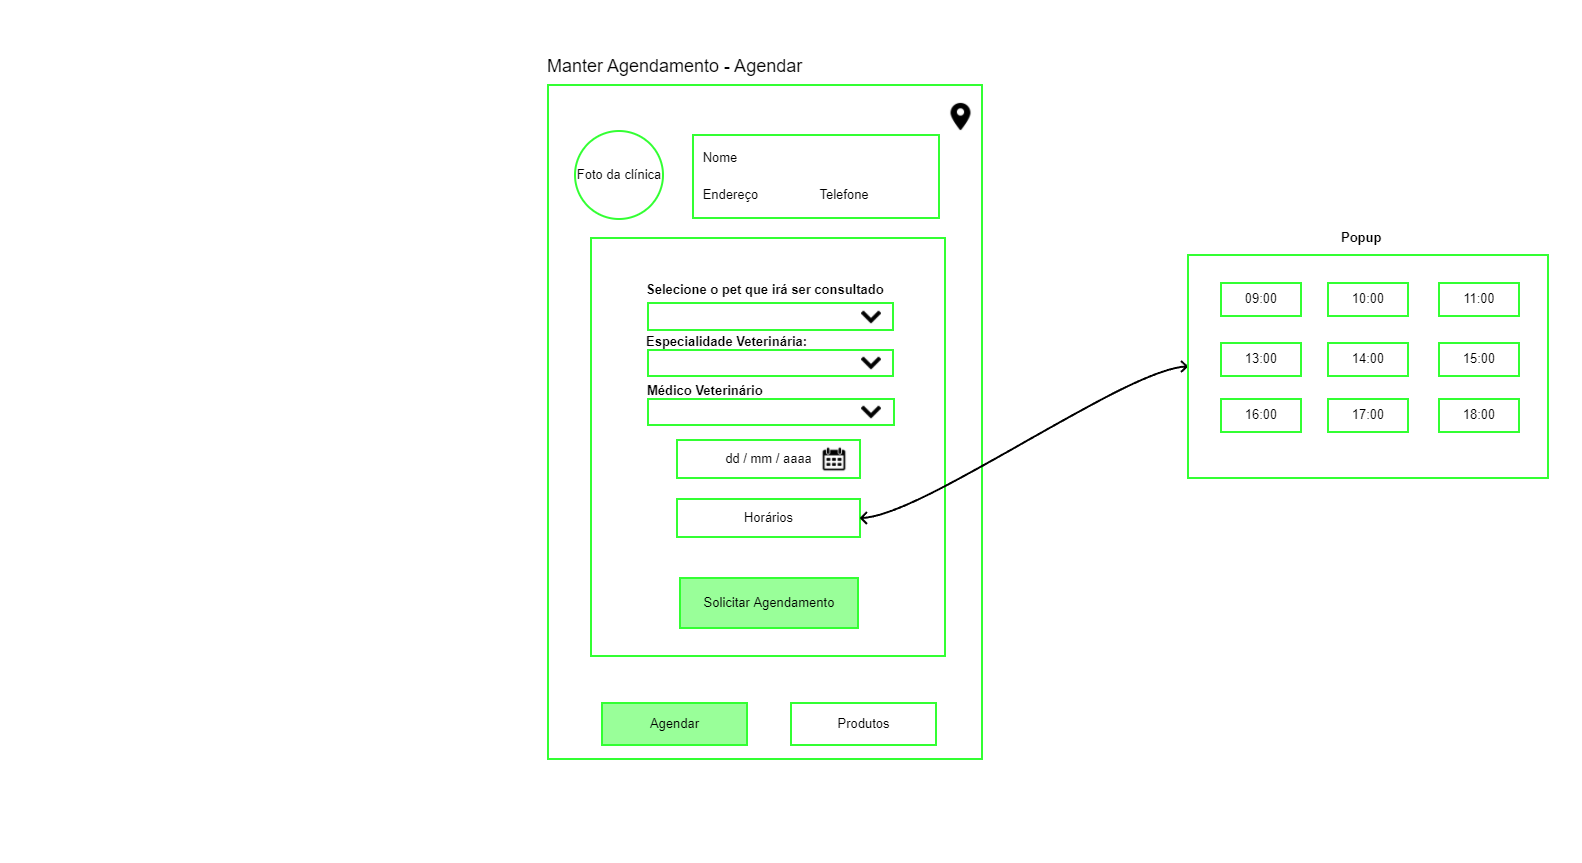 Manter Agendamento - Agendar
Foto da clínica
Nome
Endereço Telefone
Selecione o pet que irá ser consultado
Especialidade Veterinária:
Médico Veterinário
dd / mm / aaaa
Horários
Solicitar Agendamento
Agendar
Produtos
Popup
09:00 10:00 11:00
13:00 14:00 15:00
16:00 17:00 18:00